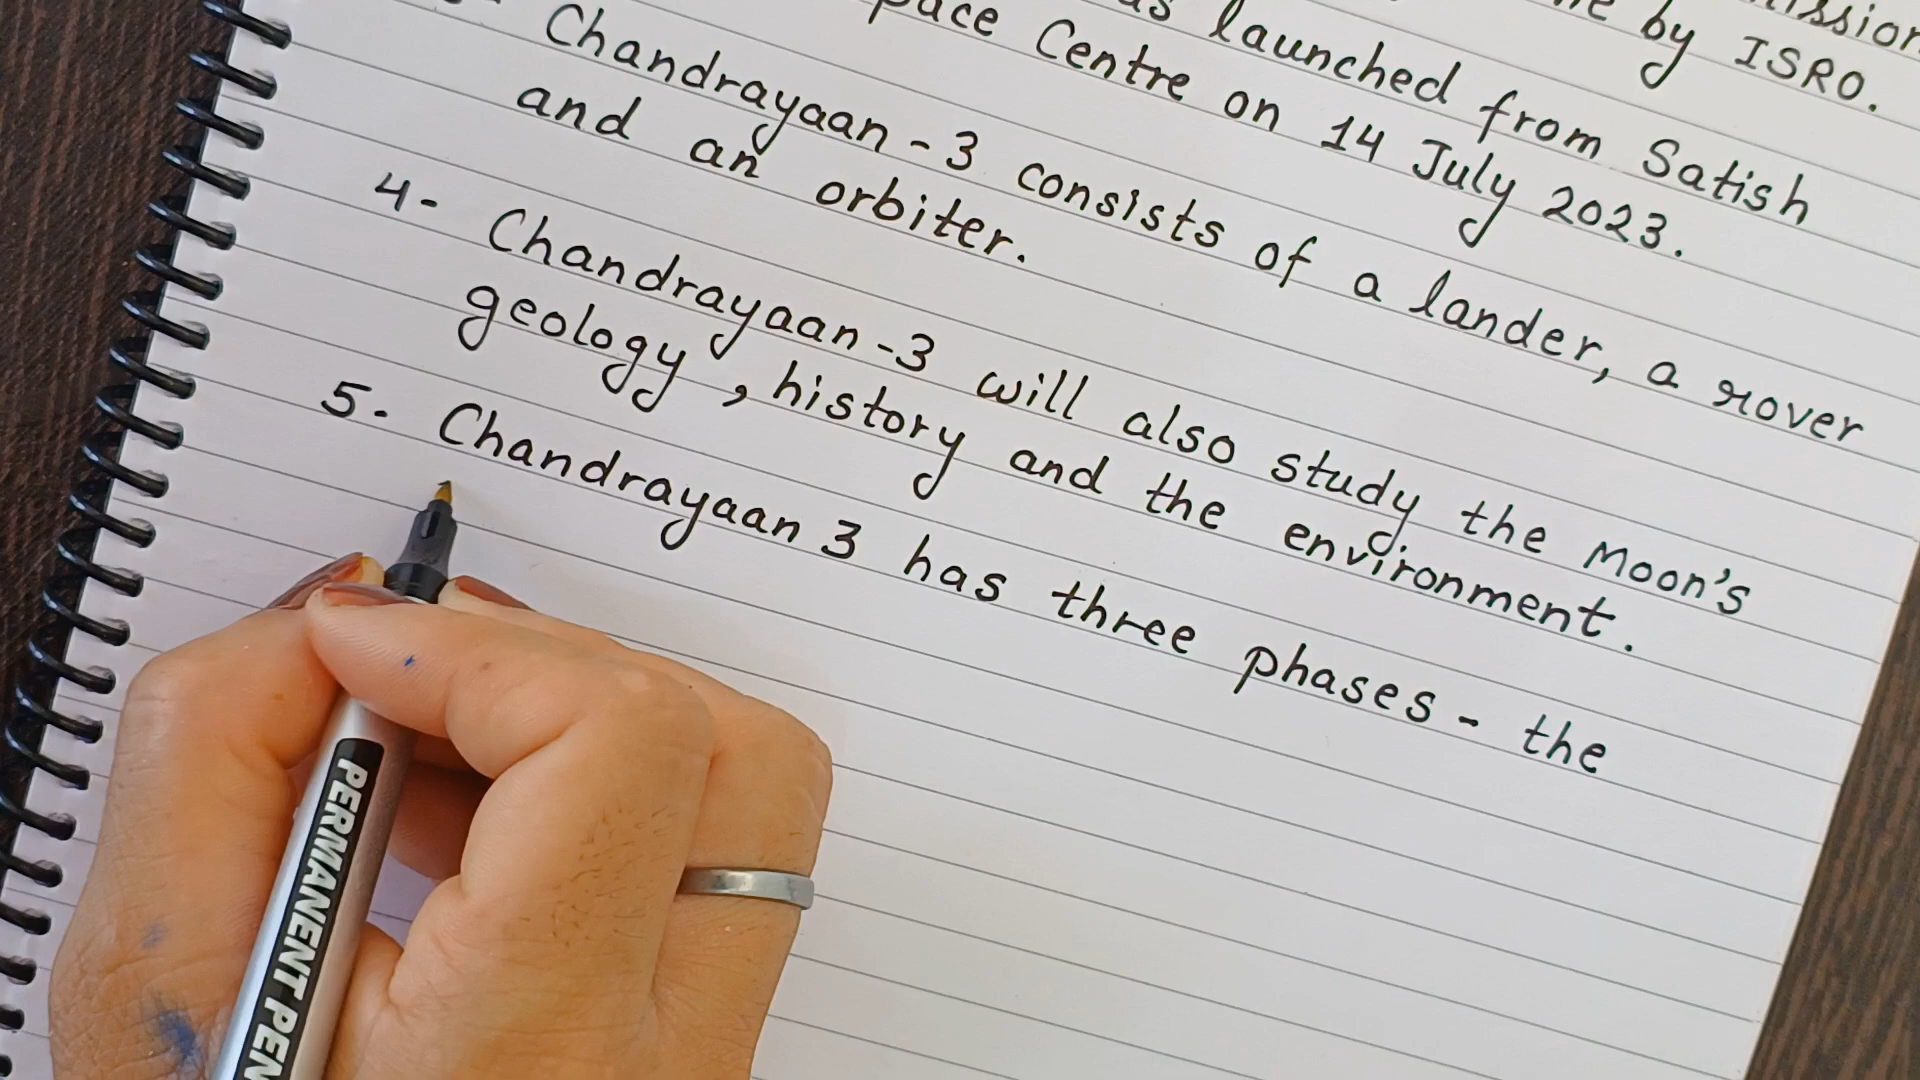 by ISRO.
launched from Satish
Centre on 14 July 2023.
Chandrayaan-3 consists of a lander, a rover
and an orbiter.
4- Chandrayaan-3 will also study the Moon's
geology, history and the environment.
5- Chandrayaan 3 has three phases - the
PERMANENT PEN